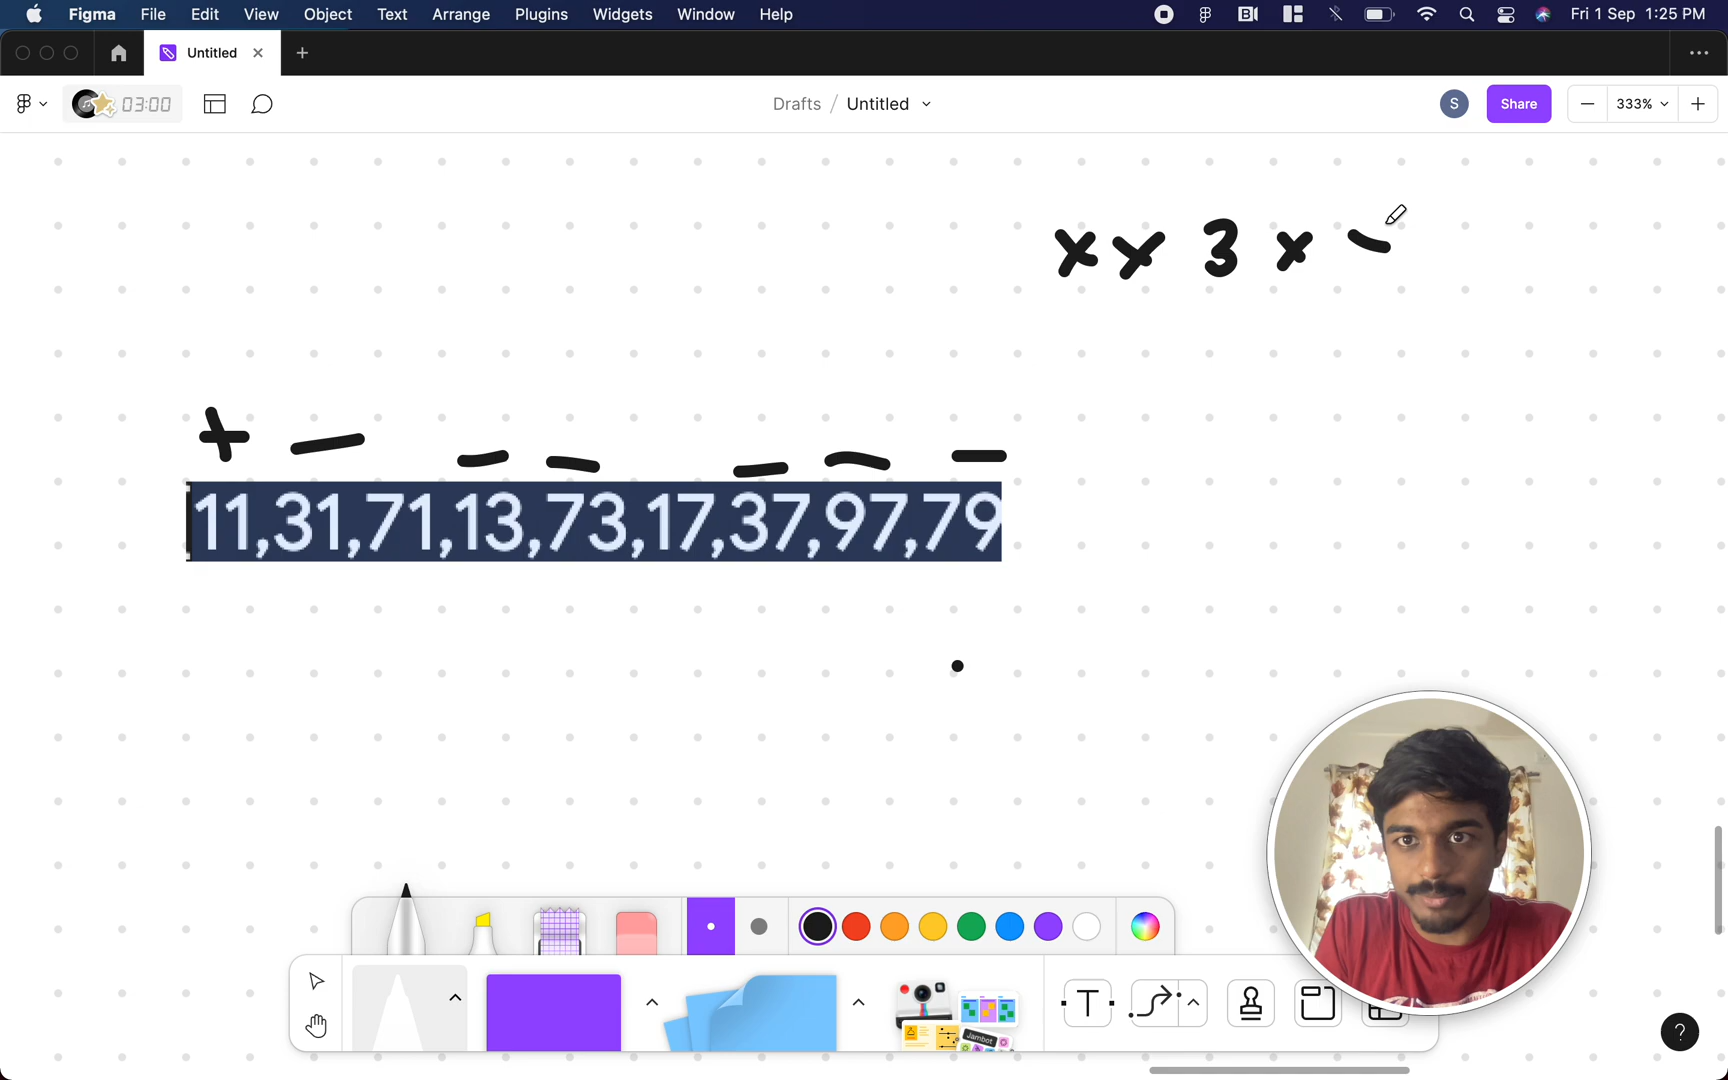 Figma File Edit View Object Text Arrange Plugins Widgets Window Help Fri 1 Sep 1:25 PM
Untitled
03:00 Drafts / Untitled S Share 333%
x x 3 x
11,31,71,13,73,17,37,97,79
T
Jambot
?